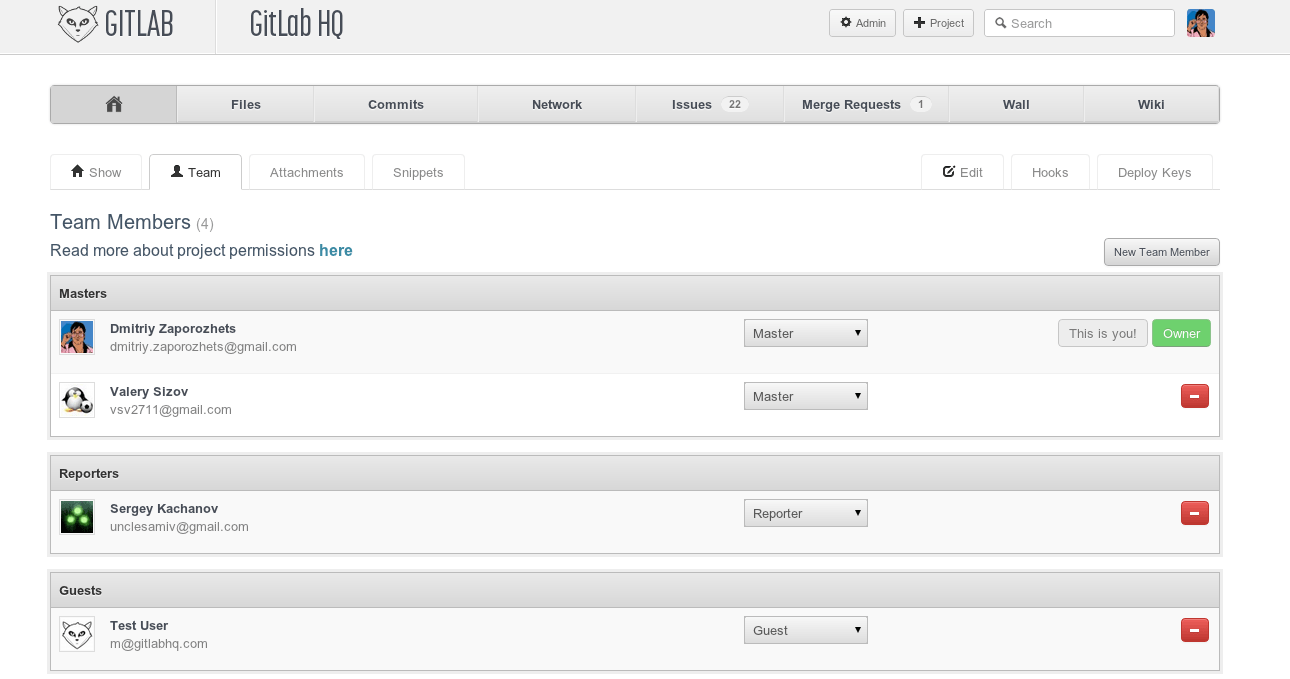 GITLAB GitLab HQ Admin Project Search
Files Commits Network Issues 22 Merge Requests 1 Wall Wiki
Show Team Attachments Snippets Edit Hooks Deploy Keys
Team Members (4)
Read more about project permissions here
New Team Member
Masters
Dmitriy Zaporozhets
dmitriy.zaporozhets@gmail.com
Master
This is you! Owner
Valery Sizov
vsv2711@gmail.com
Master
Reporters
Sergey Kachanov
unclesamiv@gmail.com
Reporter
Guests
Test User
m@gitlabhq.com
Guest